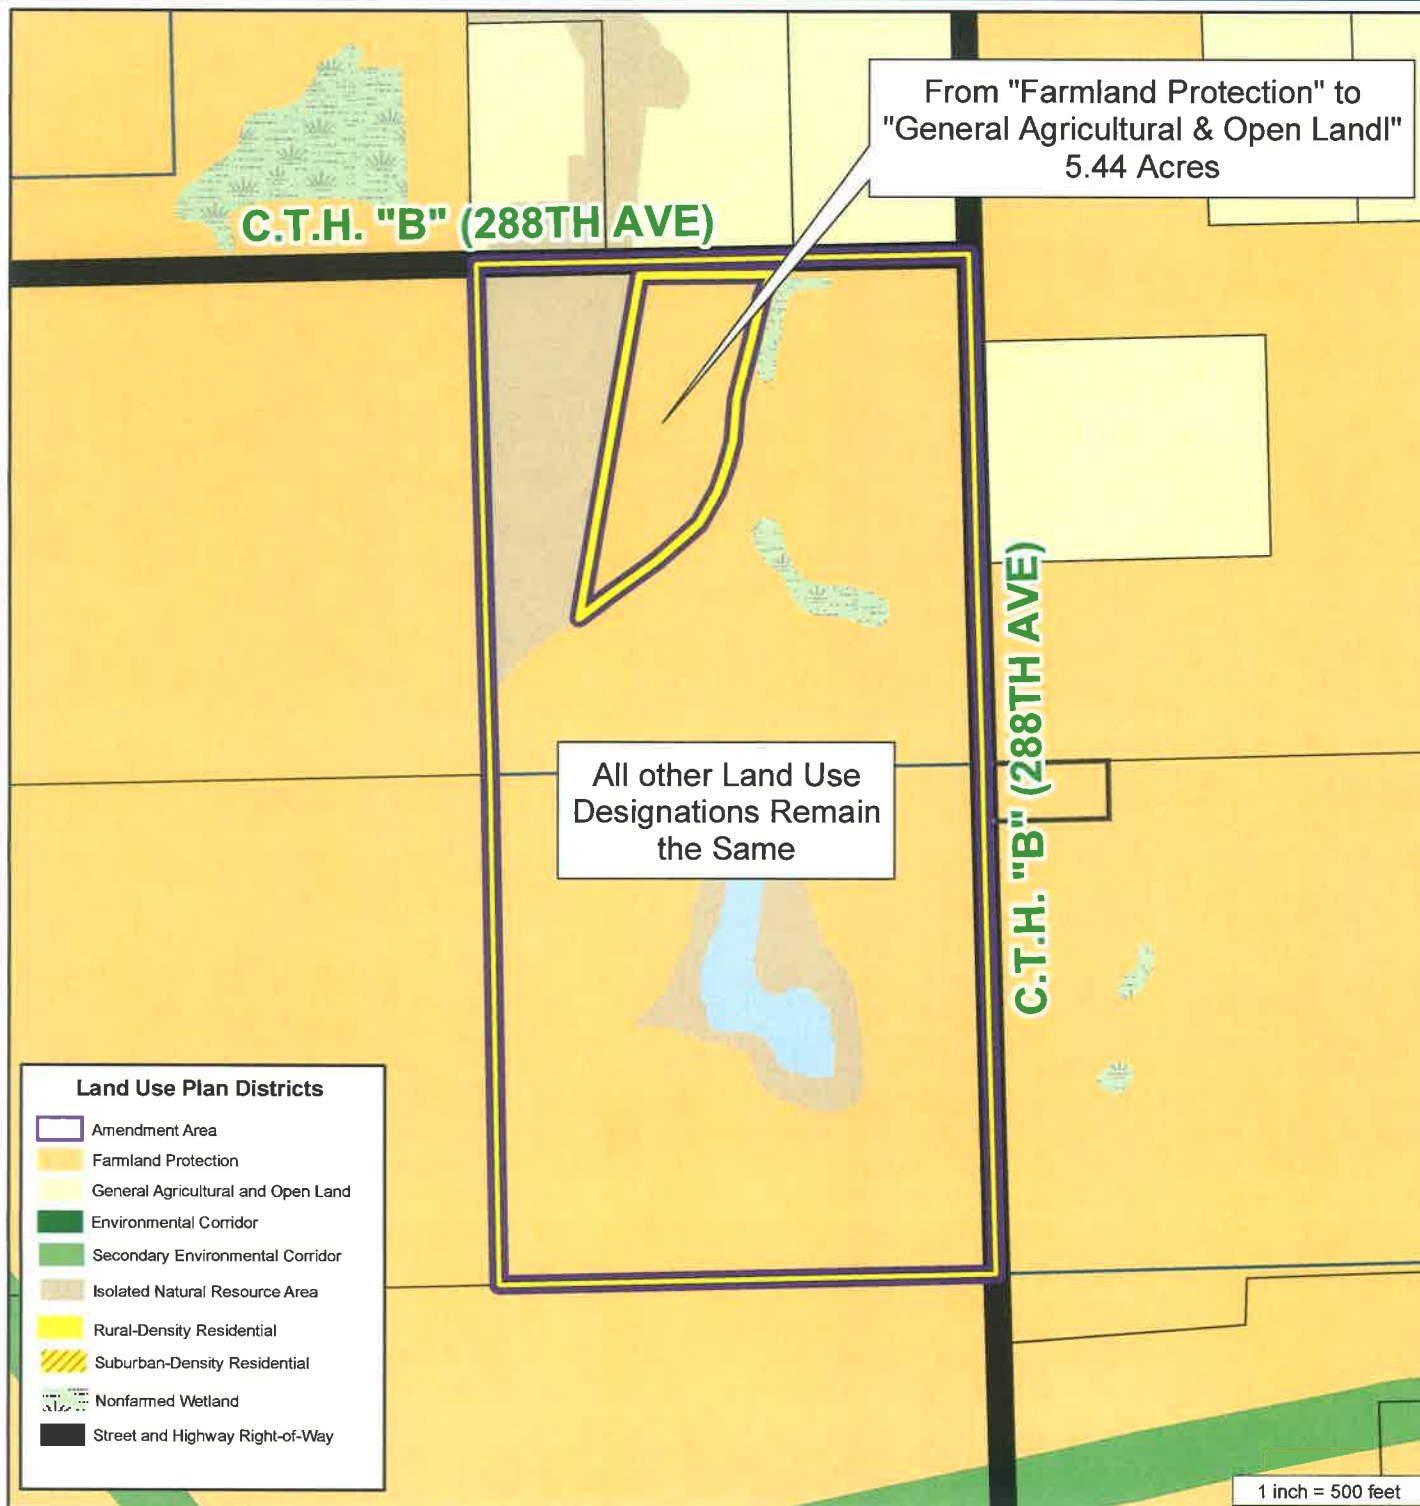 From "Farmland Protection" to
"General Agricultural & Open Landl"
5.44 Acres
C.T.H. "B" (288TH AVE)
C.T.H. "B" (288TH AVE)
All other Land Use
Designations Remain
the Same
Land Use Plan Districts
Amendment Area
Farmland Protection
General Agricultural and Open Land
Environmental Corridor
Secondary Environmental Corridor
Isolated Natural Resource Area
Rural-Density Residential
Suburban-Density Residential
Nonfarmed Wetland
Street and Highway Right-of-Way
1 inch = 500 feet